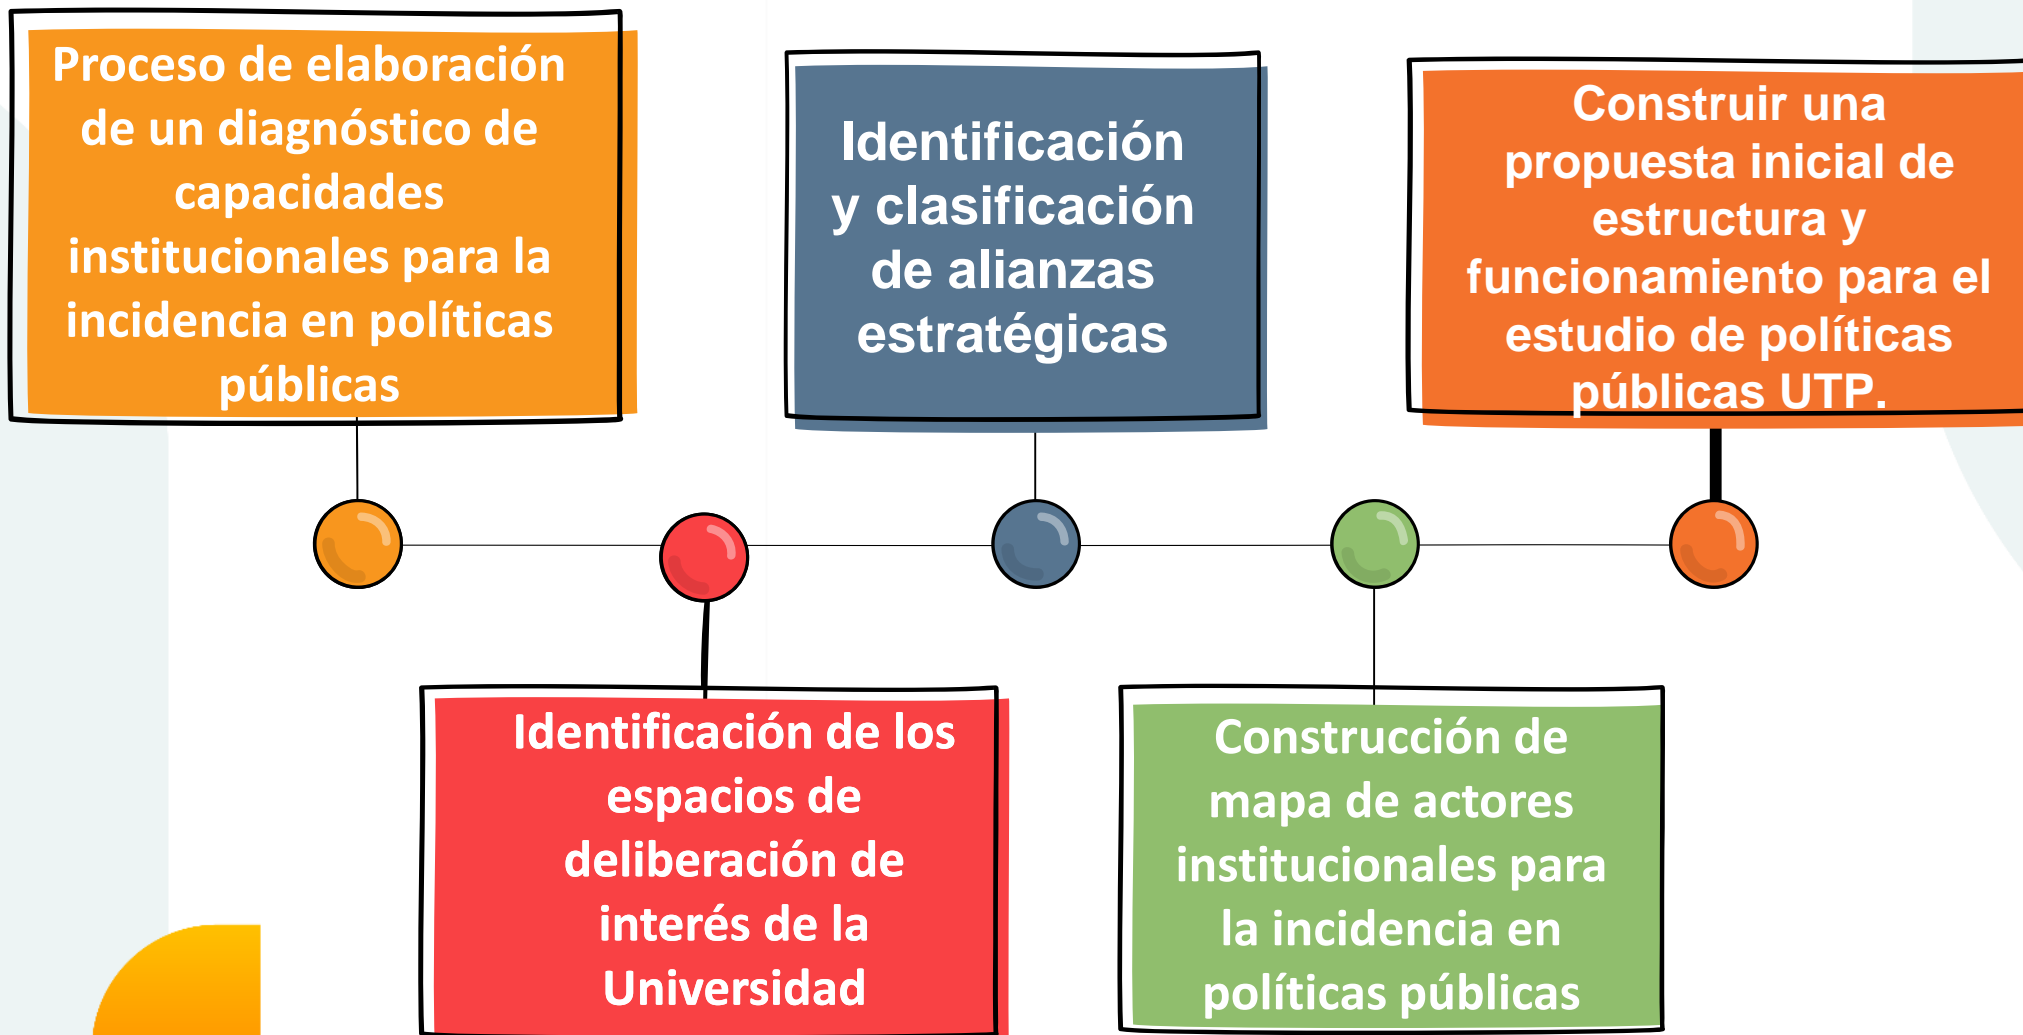 Proceso de elaboración
de un diagnóstico de
capacidades
institucionales para la
incidencia en políticas
públicas
Identificación de los
espacios de
deliberación de
interés de la
Universidad
Identificación
y clasificación
de alianzas
estratégicas
Construcción de
mapa de actores
institucionales para
la incidencia en
políticas públicas
Construir una
propuesta inicial de
estructura y
funcionamiento para el
estudio de políticas
públicas UTP.